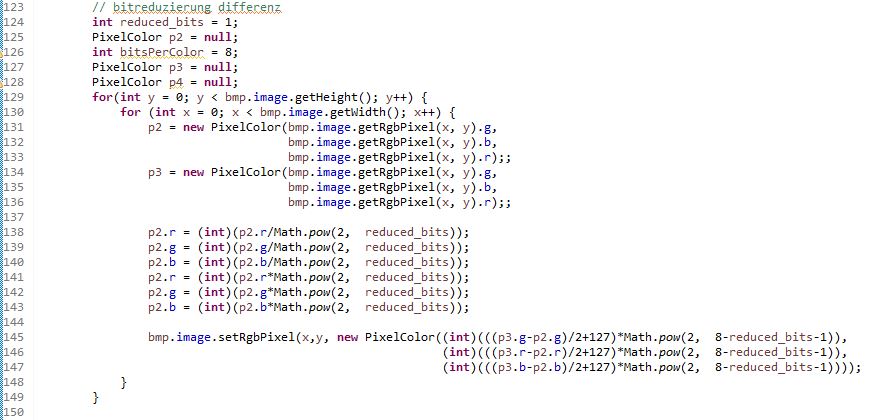 123 // bitreduzierung differenz
124 int reduced_bits = 1;
125 PixelColor p2 = null;
126 int bitsPerColor = 8;
127 PixelColor p3 = null;
128 PixelColor p4 = null;
129 for(int y = 0; y < bmp.image.getHeight(); y++) {
130 for (int x = 0; x < bmp.image.getWidth(); x++) {
131 p2 = new PixelColor(bmp.image.getRgbPixel(x, y).g,
132 bmp.image.getRgbPixel(x, y).b,
133 bmp.image.getRgbPixel(x, y).r);;
134 p3 = new PixelColor(bmp.image.getRgbPixel(x, y).g,
135 bmp.image.getRgbPixel(x, y).b,
136 bmp.image.getRgbPixel(x, y).r);;
137
138 p2.r = (int)(p2.r/Math.pow(2, reduced_bits));
139 p2.g = (int)(p2.g/Math.pow(2, reduced_bits));
140 p2.b = (int)(p2.b/Math.pow(2, reduced_bits));
141 p2.r = (int)(p2.r*Math.pow(2, reduced_bits));
142 p2.g = (int)(p2.g*Math.pow(2, reduced_bits));
143 p2.b = (int)(p2.b*Math.pow(2, reduced_bits));
144
145 bmp.image.setRgbPixel(x,y, new PixelColor((int)(((p3.g-p2.g)/2+127)*Math.pow(2, 8-reduced_bits-1)),
146 (int)(((p3.r-p2.r)/2+127)*Math.pow(2, 8-reduced_bits-1)),
147 (int)(((p3.b-p2.b)/2+127)*Math.pow(2, 8-reduced_bits-1))));
148 }
149 }
150